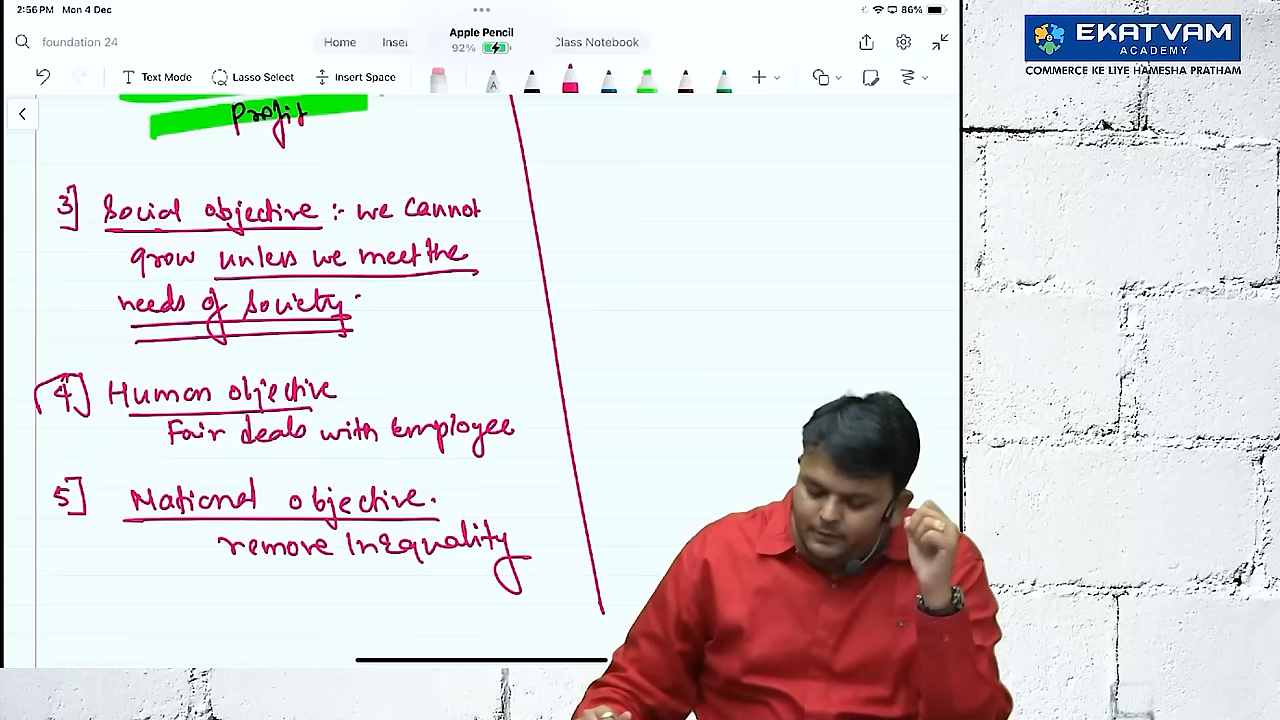 2:56 PM Mon 4 Dec
86%
foundation 24
Home
Apple Pencil
92%
Class Notebook
Text Mode
Lasso Select
Insert Space
Profit
3] Social objective :- we cannot
grow unless we meet the
needs of society.
4] Human objective
Fair deals with employee
5] National objective.
remove Inequality
EKATVAM
ACADEMY
COMMERCE KE LIYE HAMESHA PRATHAM